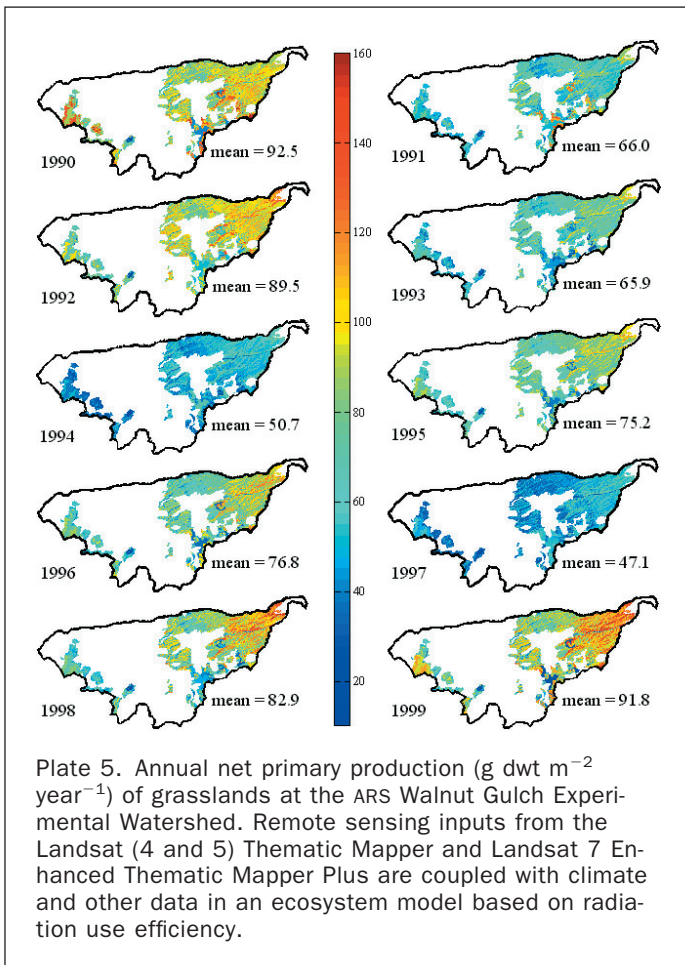 160
140
120
100
80
60
40
20
1990
mean = 92.5
1991
mean = 66.0
1992
mean = 89.5
1993
mean = 65.9
1994
mean = 50.7
1995
mean = 75.2
1996
mean = 76.8
1997
mean = 47.1
1998
mean = 82.9
1999
mean = 91.8
Plate 5. Annual net primary production (g dwt m⁻²
year⁻¹) of grasslands at the ARS Walnut Gulch Experi-
mental Watershed. Remote sensing inputs from the
Landsat (4 and 5) Thematic Mapper and Landsat 7 En-
hanced Thematic Mapper Plus are coupled with climate
and other data in an ecosystem model based on radia-
tion use efficiency.